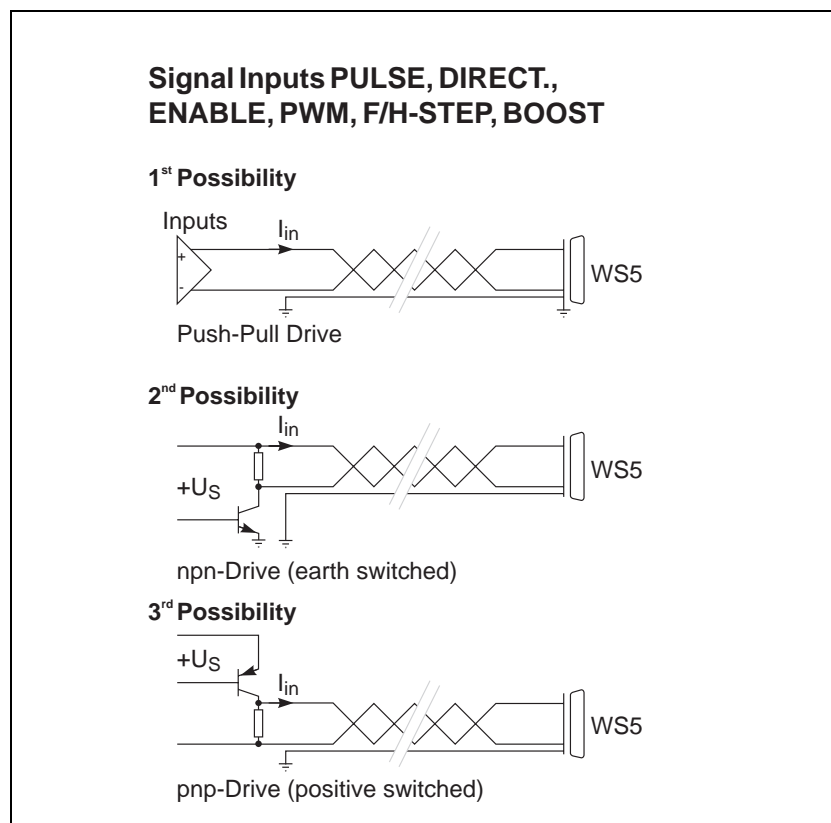 Signal Inputs PULSE, DIRECT.,
ENABLE, PWM, F/H-STEP, BOOST
1st Possibility
Inputs
Iin
+
-
WS5
Push-Pull Drive
2nd Possibility
Iin
+US
WS5
npn-Drive (earth switched)
3rd Possibility
+US
Iin
WS5
pnp-Drive (positive switched)